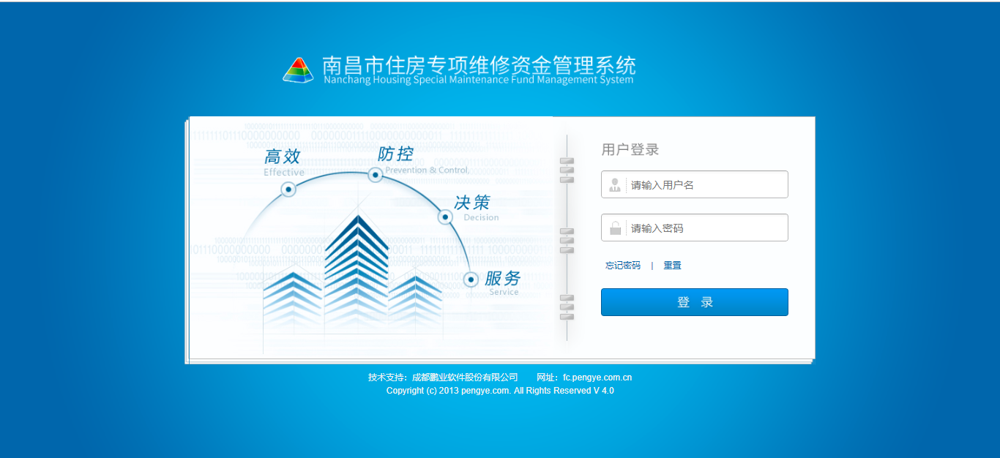 南昌市住房专项维修资金管理系统
Nanchang Housing Special Maintenance Fund Management System
高效
Effective
防控
Prevention & Control,
决策
Decision
服务
Service
用户登录
请输入用户名
请输入密码
忘记密码 | 重置
登 录
技术支持：成都鹏业软件股份有限公司 网址：fc.pengye.com.cn
Copyright (c) 2013 pengye.com. All Rights Reserved V 4.0